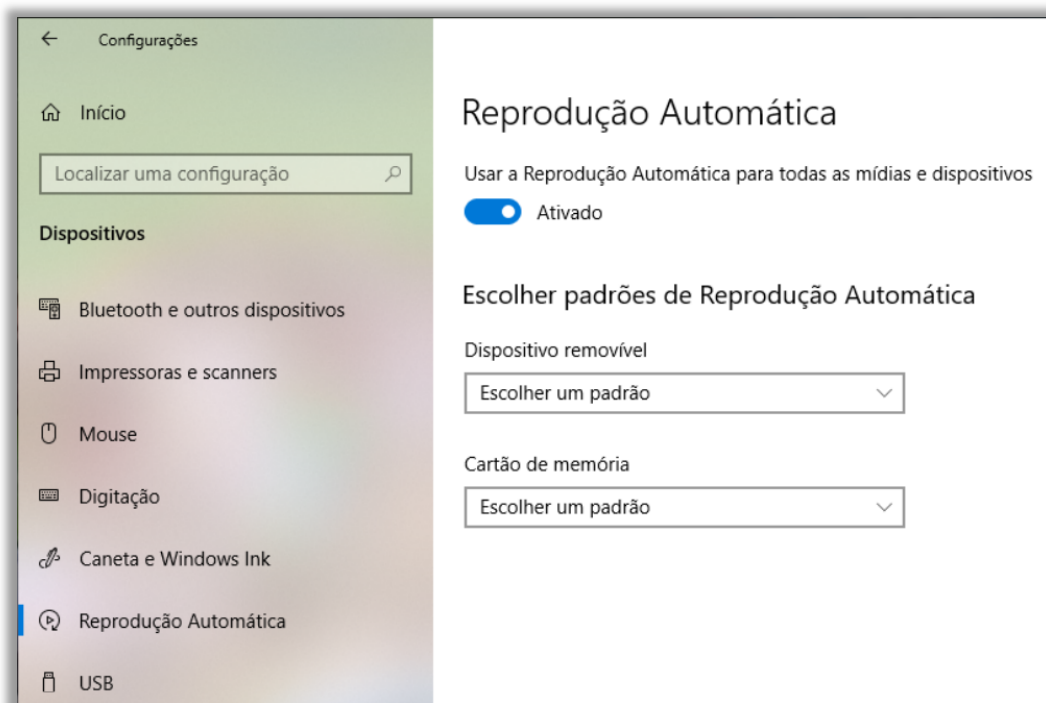 Configurações
Início
Localizar uma configuração
Dispositivos
Bluetooth e outros dispositivos
Impressoras e scanners
Mouse
Digitação
Caneta e Windows Ink
Reprodução Automática
USB
Reprodução Automática
Usar a Reprodução Automática para todas as mídias e dispositivos
Ativado
Escolher padrões de Reprodução Automática
Dispositivo removível
Escolher um padrão
Cartão de memória
Escolher um padrão